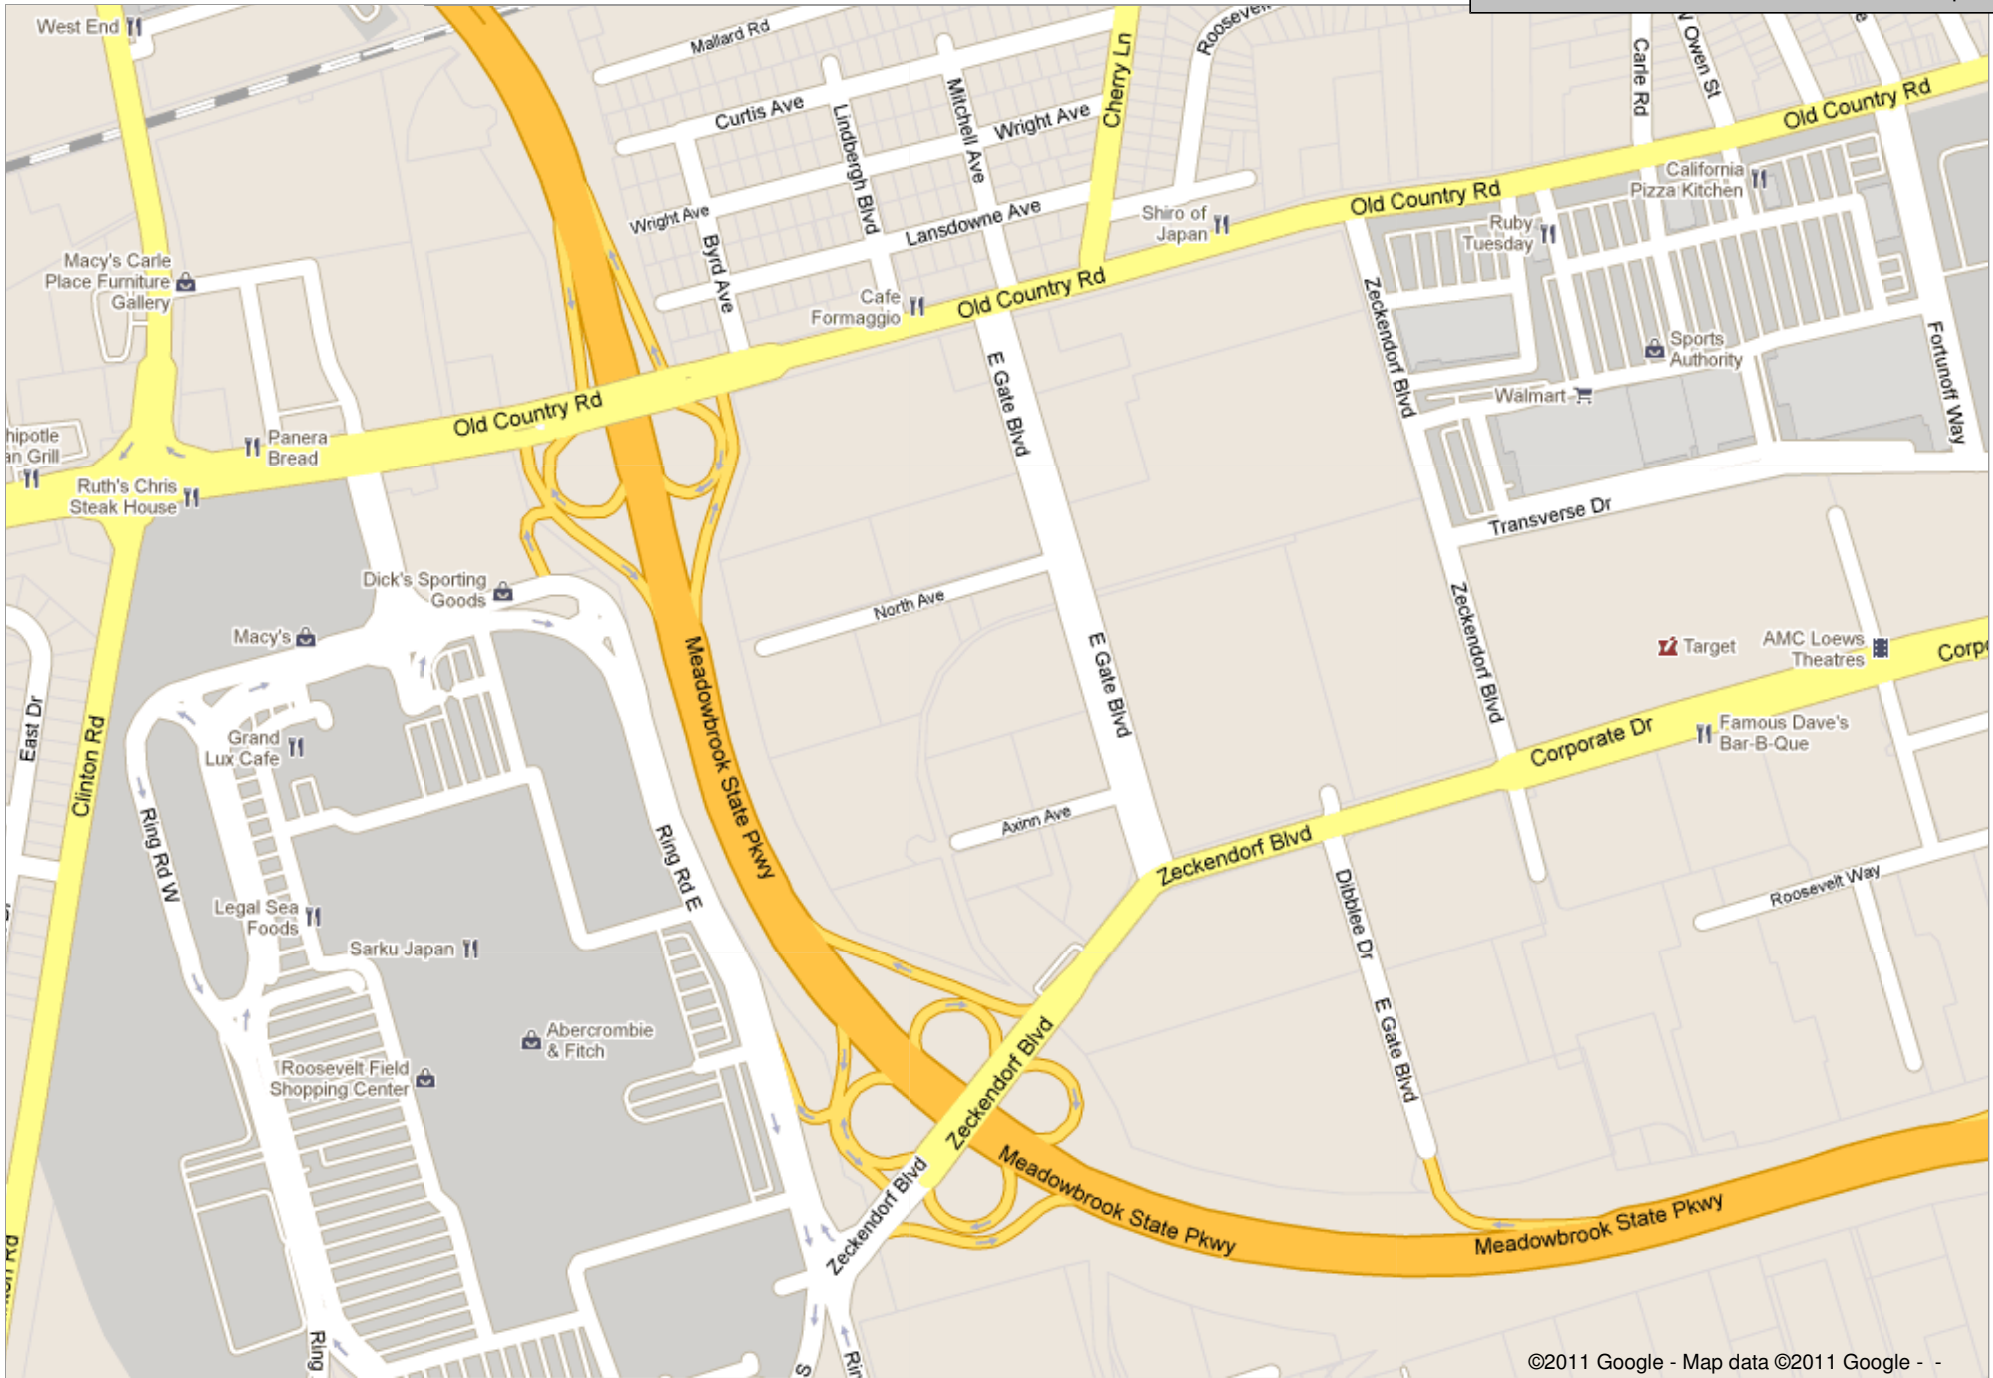 West End
Mallard Rd
Curtis Ave
Lindbergh Blvd
Mitchell Ave
Wright Ave
Cherry Ln
Carle Rd
Owen St
Old Country Rd
Wright Ave
Byrd Ave
Lansdowne Ave
Shiro of
Japan
Old Country Rd
California
Pizza Kitchen
Ruby
Tuesday
Macy's Carle
Place Furniture
Gallery
Cafe
Formaggio
Old Country Rd
Zeckendorf Blvd
Sports
Authority
Walmart
Fortunoff Way
E Gate Blvd
Old Country Rd
Panera
Bread
Ruth's Chris
Steak House
Transverse Dr
Dick's Sporting
Goods
North Ave
Macy's
Meadowbrook State Pkwy
E Gate Blvd
Zeckendorf Blvd
Target
AMC Loews
Theatres
East Dr
Clinton Rd
Grand
Lux Cafe
Corporate Dr
Famous Dave's
Bar-B-Que
Ring Rd W
Ring Rd E
Axinn Ave
Zeckendorf Blvd
Dibblee Dr
Roosevelt Way
Legal Sea
Foods
Sarku Japan
Abercrombie
& Fitch
Roosevelt Field
Shopping Center
Zeckendorf Blvd
E Gate Blvd
Meadowbrook State Pkwy
Zeckendorf Blvd
Meadowbrook State Pkwy
Ring
S
©2011 Google - Map data ©2011 Google - -